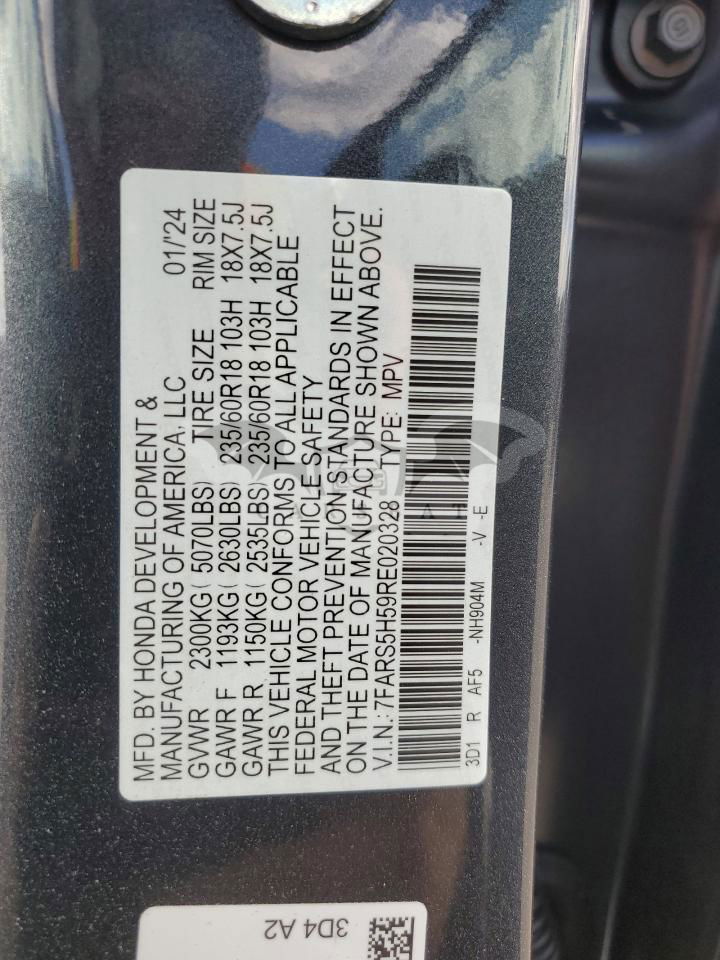 MFD. BY HONDA DEVELOPMENT &
MANUFACTURING OF AMERICA, LLC 01/'24
GVWR 2300KG( 5070LBS) TIRE SIZE RIM SIZE
GAWR F 1193KG( 2630LBS) 235/60R18 103H 18X7.5J
GAWR R 1150KG( 2535LBS) 235/60R18 103H 18X7.5J
THIS VEHICLE CONFORMS TO ALL APPLICABLE
FEDERAL MOTOR VEHICLE SAFETY
AND THEFT PREVENTION STANDARDS IN EFFECT
ON THE DATE OF MANUFACTURE SHOWN ABOVE.
V.I.N.: 7FARS5H59RE020328 TYPE: MPV
3D1 R AF5 -NH904M -V -E
3D4 A2